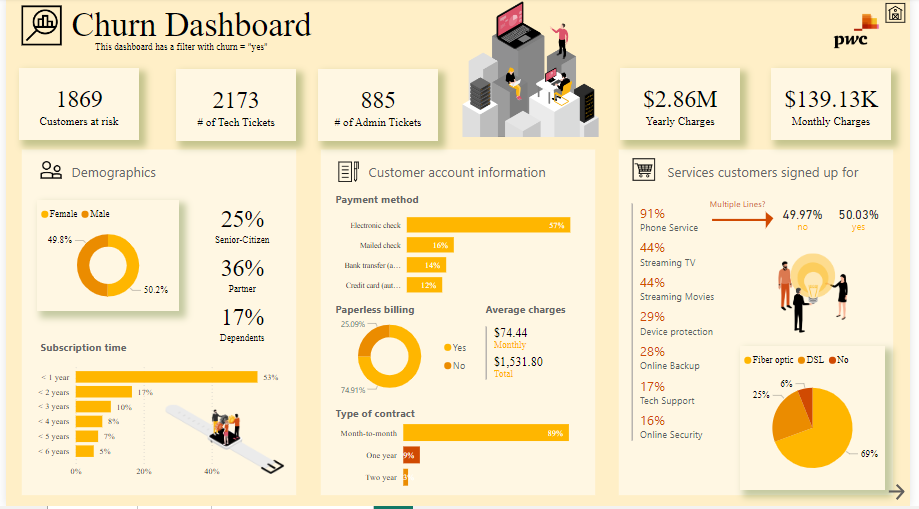 Churn Dashboard
This dashboard has a filter with churn = "yes"
pwc
1869
Customers at risk
2173
# of Tech Tickets
885
# of Admin Tickets
$2.86M
Yearly Charges
$139.13K
Monthly Charges
Demographics
Female Male
49.8%
50.2%
25%
Senior-Citizen
36%
Partner
17%
Dependents
Subscription time
< 1 year 53%
< 2 years 17%
< 3 years 10%
< 4 years 8%
< 5 years 7%
< 6 years 5%
0% 20% 40%
Customer account information
Payment method
Electronic check 57%
Mailed check 16%
Bank transfer (a... 14%
Credit card (aut... 12%
Paperless billing
25.09%
74.91%
Yes
No
Average charges
$74.44
Monthly
$1,531.80
Total
Type of contract
Month-to-month 89%
One year 9%
Two year
Services customers signed up for
91%
Phone Service
Multiple Lines?
49.97% 50.03%
no yes
44%
Streaming TV
44%
Streaming Movies
29%
Device protection
28%
Online Backup
17%
Tech Support
16%
Online Security
Fiber optic DSL No
6%
25%
69%